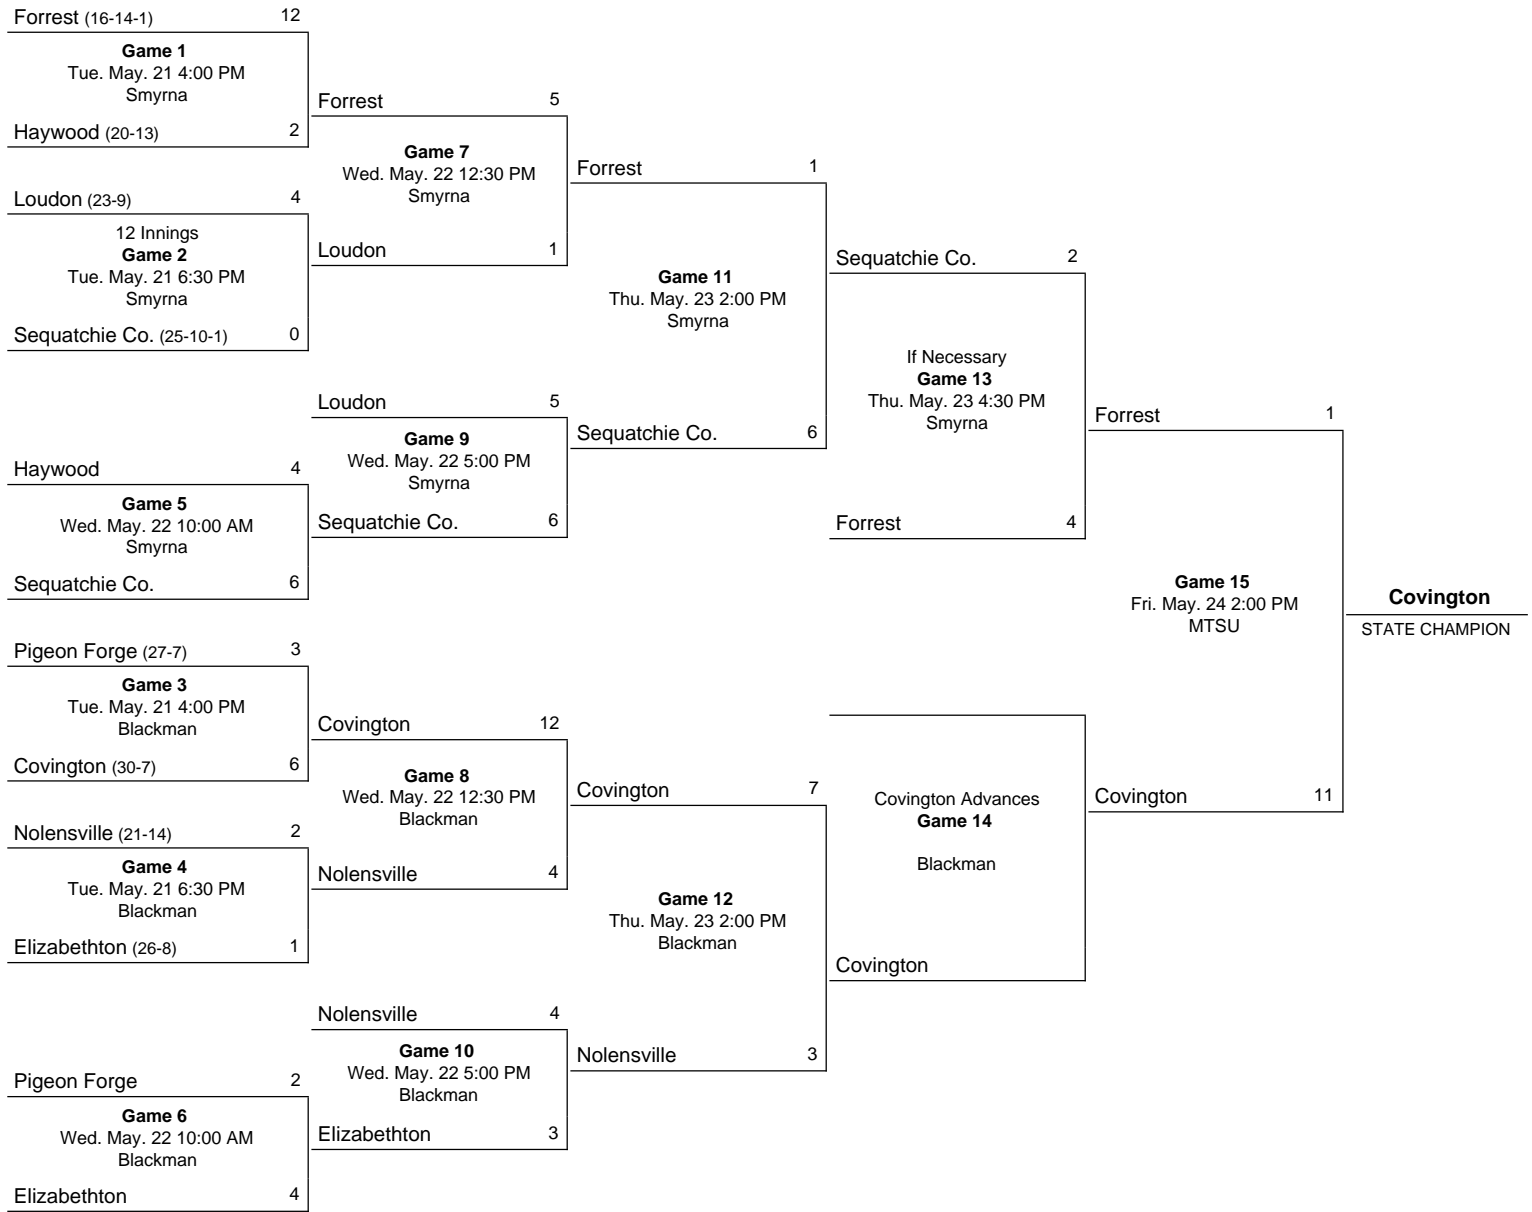 Forrest (16-14-1) 12
Game 1
Tue. May. 21 4:00 PM
Smyrna
Haywood (20-13) 2
Loudon (23-9) 4
12 Innings
Game 2
Tue. May. 21 6:30 PM
Smyrna
Sequatchie Co. (25-10-1) 0
Haywood 4
Game 5
Wed. May. 22 10:00 AM
Smyrna
Sequatchie Co. 6
Pigeon Forge (27-7) 3
Game 3
Tue. May. 21 4:00 PM
Blackman
Covington (30-7) 6
Nolensville (21-14) 2
Game 4
Tue. May. 21 6:30 PM
Blackman
Elizabethton (26-8) 1
Pigeon Forge 2
Game 6
Wed. May. 22 10:00 AM
Blackman
Elizabethton 4
Forrest 5
Game 7
Wed. May. 22 12:30 PM
Smyrna
Loudon 1
Loudon 5
Game 9
Wed. May. 22 5:00 PM
Smyrna
Sequatchie Co. 6
Covington 12
Game 8
Wed. May. 22 12:30 PM
Blackman
Nolensville 4
Nolensville 4
Game 10
Wed. May. 22 5:00 PM
Blackman
Elizabethton 3
Forrest 1
Game 11
Thu. May. 23 2:00 PM
Smyrna
Sequatchie Co. 6
Covington 7
Game 12
Thu. May. 23 2:00 PM
Blackman
Nolensville 3
Sequatchie Co. 2
If Necessary
Game 13
Thu. May. 23 4:30 PM
Smyrna
Forrest 4
Covington Advances
Game 14
Blackman
Covington
Forrest 1
Game 15
Fri. May. 24 2:00 PM
MTSU
Covington 11
Covington
STATE CHAMPION